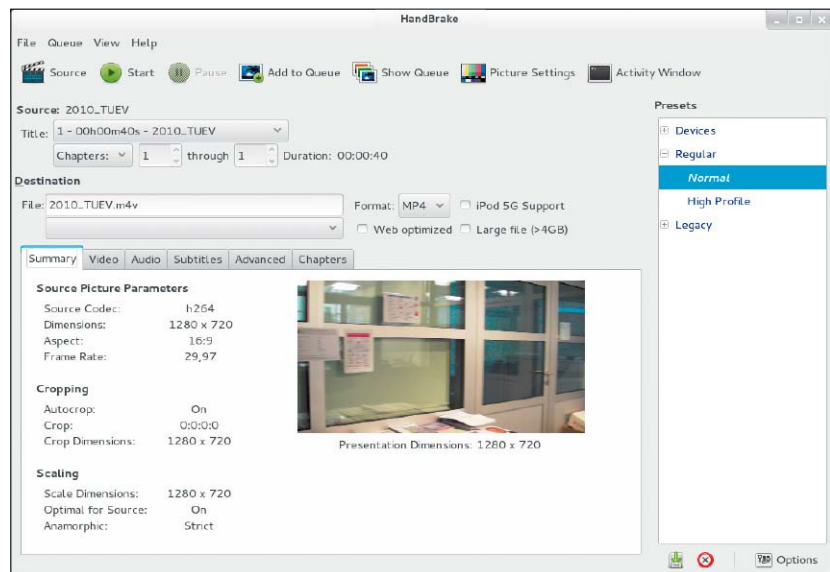 HandBrake
File Queue View Help
Source Start Pause Add to Queue Show Queue Picture Settings Activity Window
Source: 2010_TUEV
Title: 1 - 00h00m40s - 2010_TUEV
Chapters: 1 through 1 Duration: 00:00:40
Destination
File: 2010_TUEV.m4v Format: MP4 iPod 5G Support
Web optimized Large file (>4GB)
Summary Video Audio Subtitles Advanced Chapters
Source Picture Parameters
Source Codec: h264
Dimensions: 1280 x 720
Aspect: 16:9
Frame Rate: 29,97
Cropping
Autocrop: On
Crop: 0:0:0:0
Crop Dimensions: 1280 x 720
Scaling
Scale Dimensions: 1280 x 720
Optimal for Source: On
Anamorphic: Strict
Presentation Dimensions: 1280 x 720
Presets
Devices
Regular
Normal
High Profile
Legacy
Options